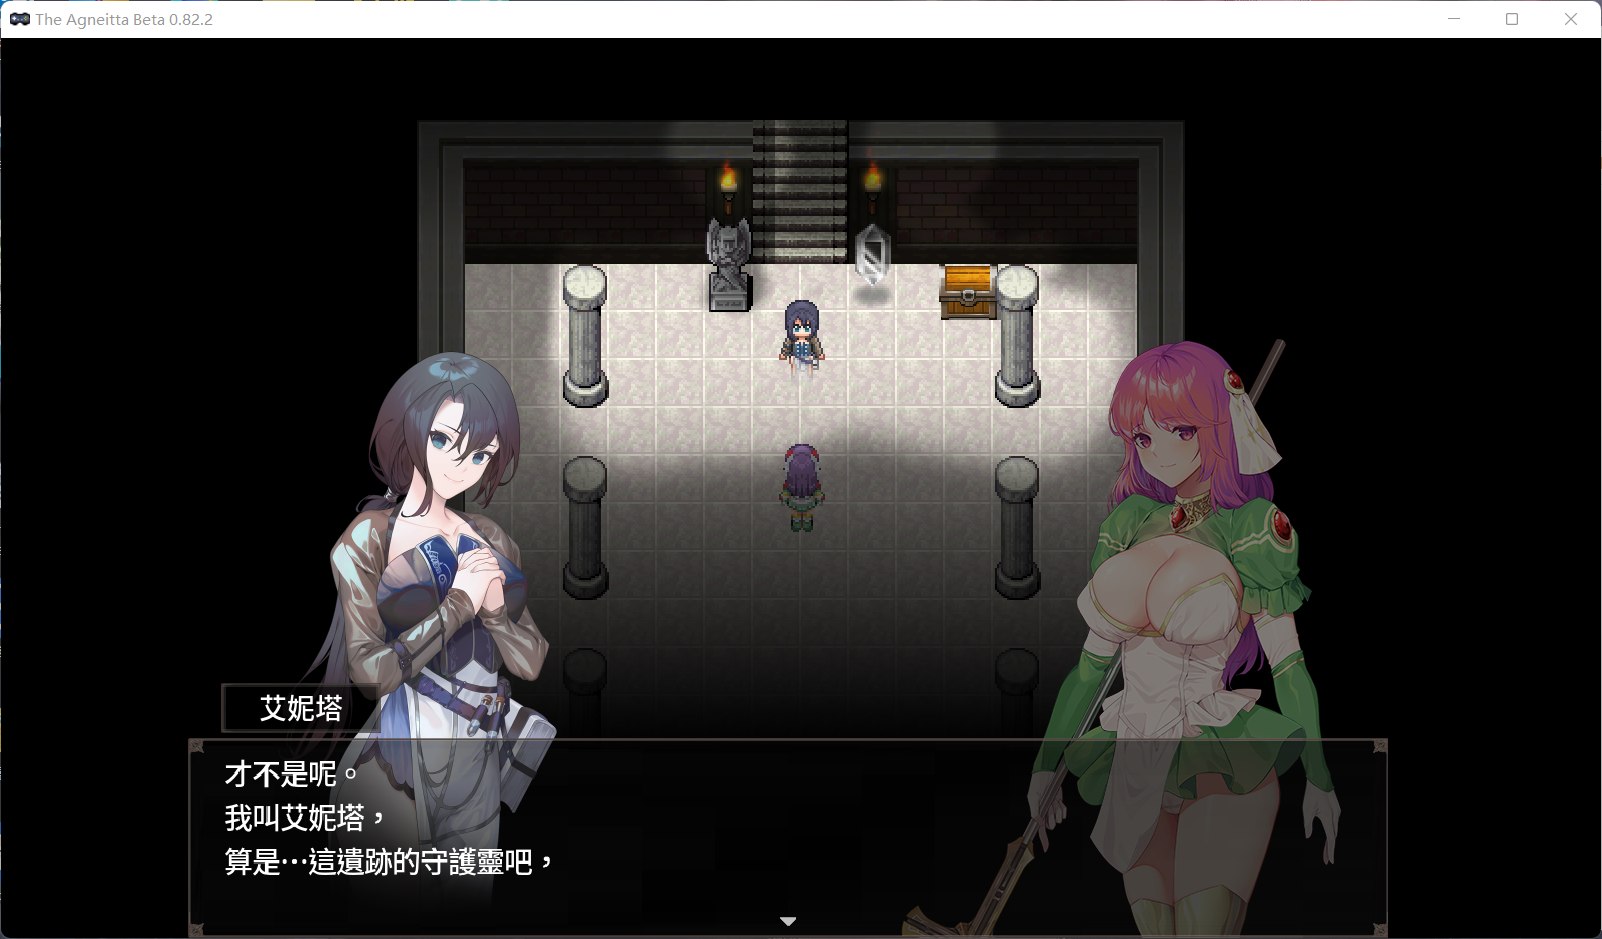 The Agneitta Beta 0.82.2
艾妮塔
才不是呢。
我叫艾妮塔，
算是…這遺跡的守護靈吧，